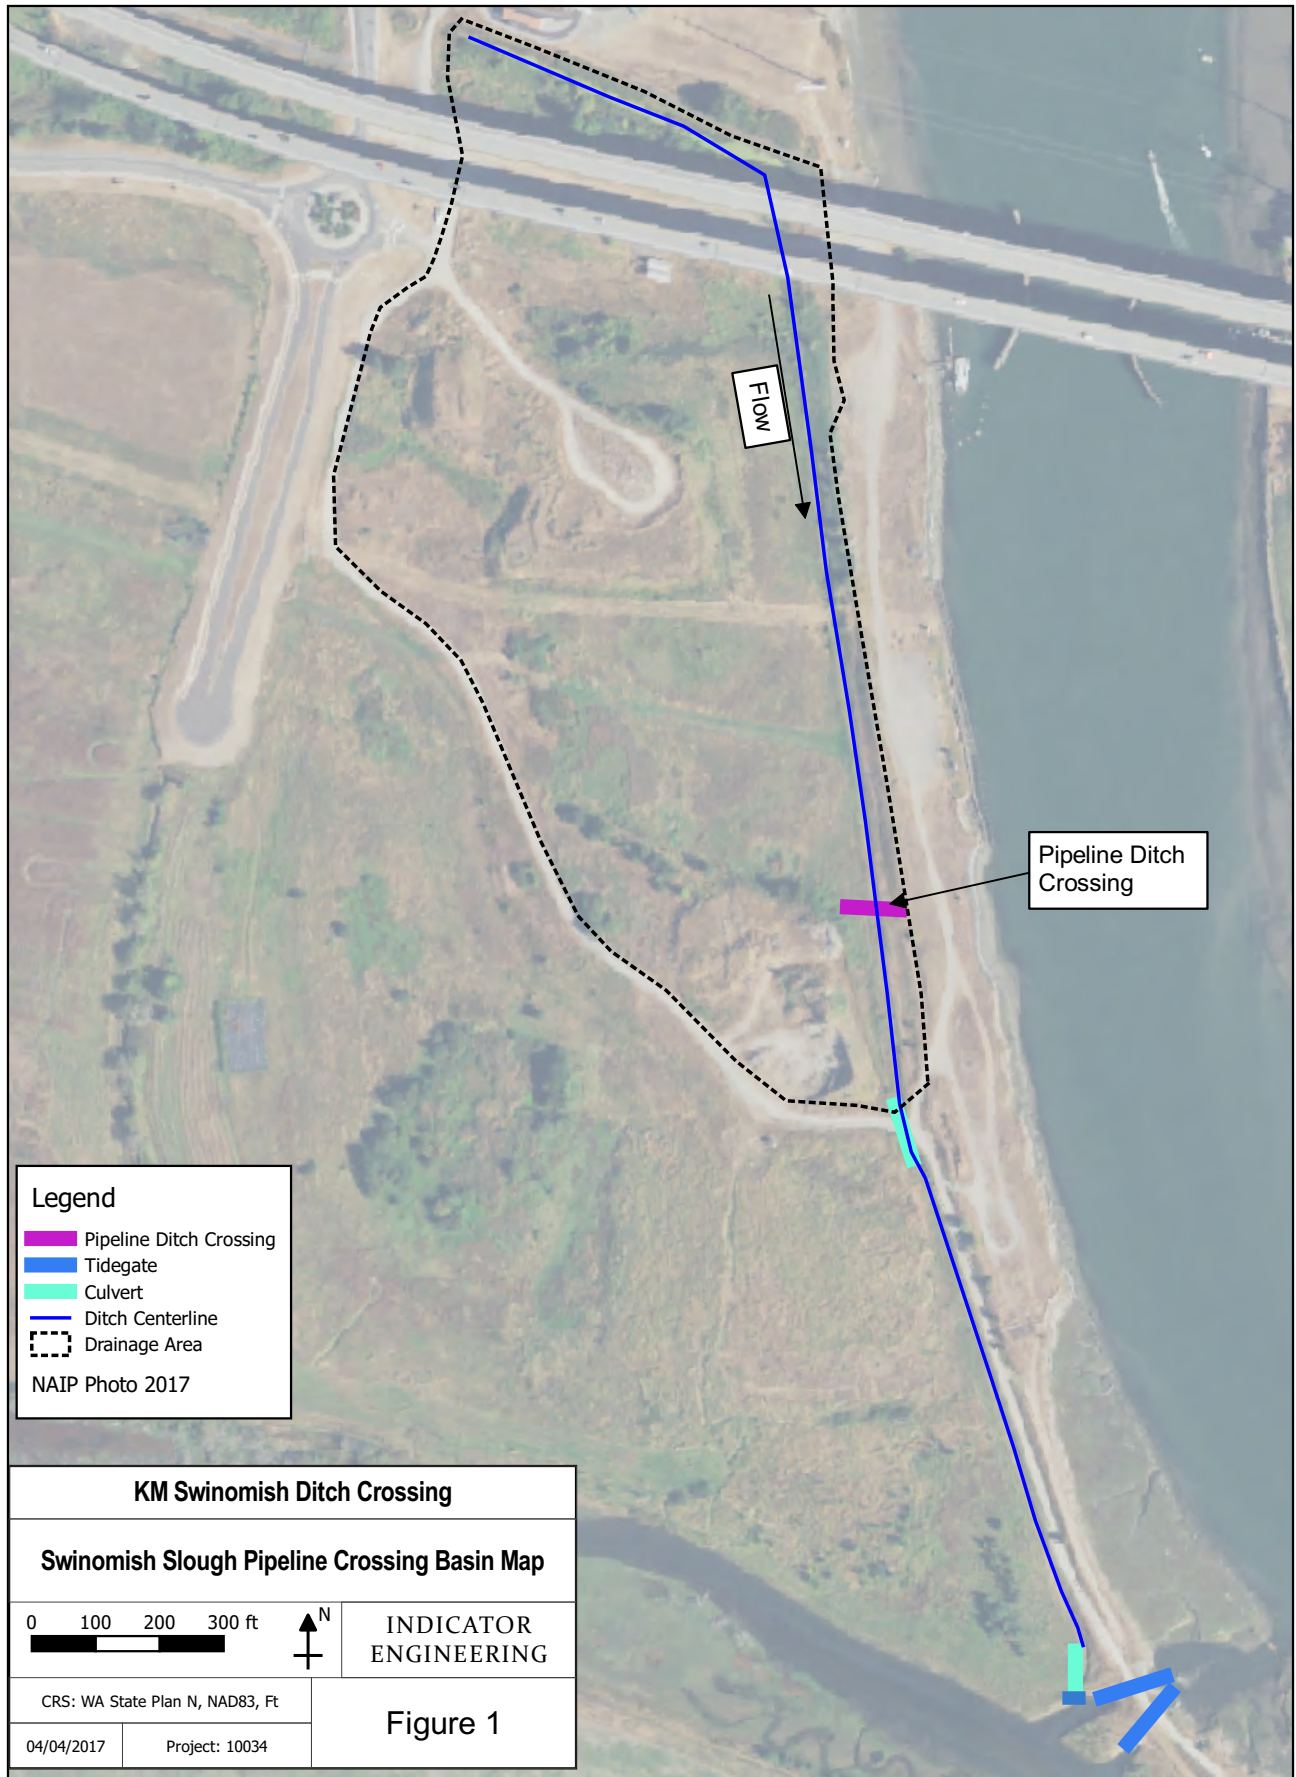 Flow
Pipeline Ditch
Crossing
Legend
Pipeline Ditch Crossing
Tidegate
Culvert
Ditch Centerline
Drainage Area
NAIP Photo 2017
KM Swinomish Ditch Crossing
Swinomish Slough Pipeline Crossing Basin Map
0 100 200 300 ft
N
INDICATOR
ENGINEERING
CRS: WA State Plan N, NAD83, Ft
Figure 1
04/04/2017
Project: 10034